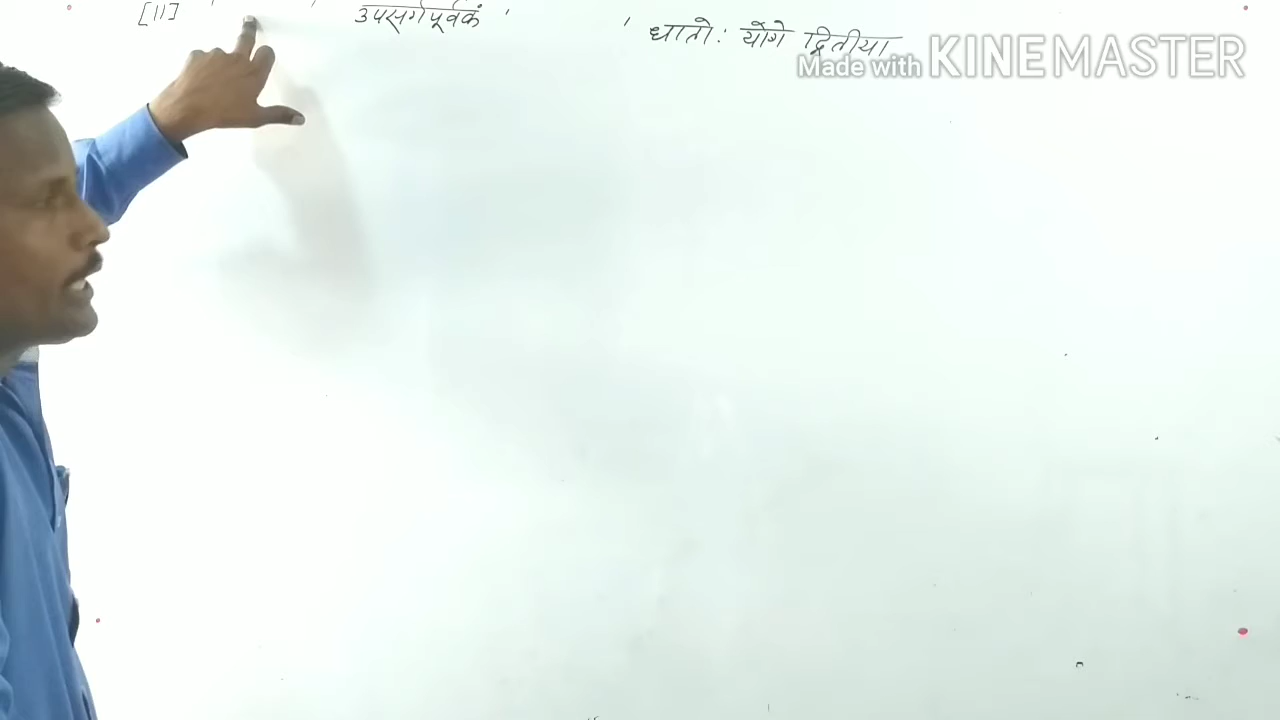 [11] ' ' उपसर्गपूर्वकं ' ' धातोः योगे द्वितीया
Made with KINEMASTER